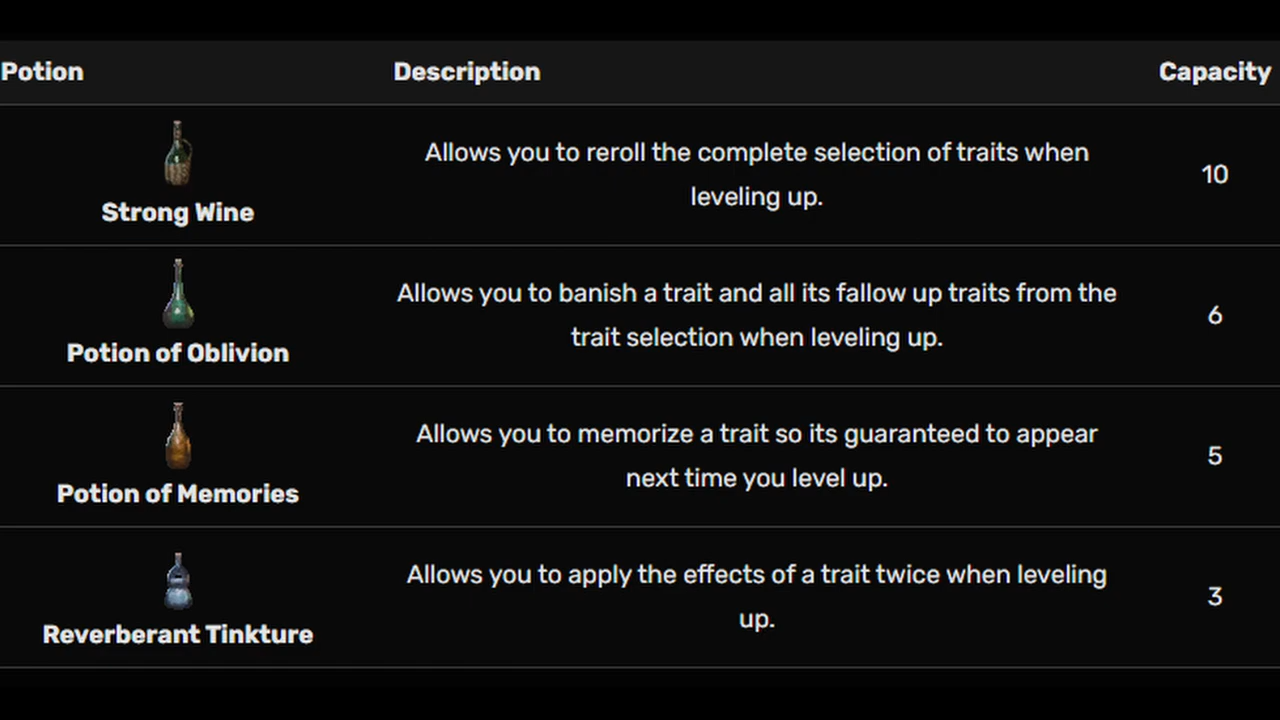 Potion Description Capacity
Allows you to reroll the complete selection of traits when
leveling up.
10
Strong Wine
Allows you to banish a trait and all its fallow up traits from the
trait selection when leveling up.
6
Potion of Oblivion
Allows you to memorize a trait so its guaranteed to appear
next time you level up.
5
Potion of Memories
Allows you to apply the effects of a trait twice when leveling
up.
3
Reverberant Tinkture